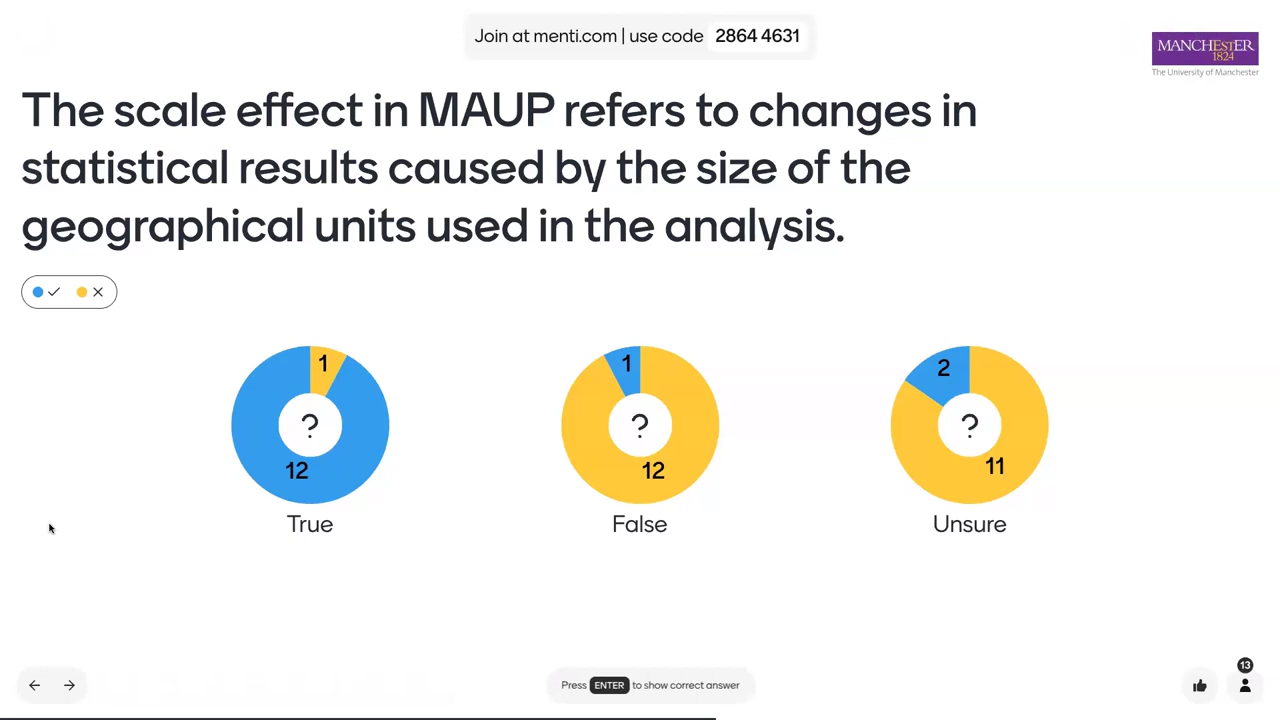 Join at menti.com | use code 2864 4631
MANCHESTER
1824
The University of Manchester
The scale effect in MAUP refers to changes in
statistical results caused by the size of the
geographical units used in the analysis.
1
?
12
True
1
?
12
False
2
?
11
Unsure
Press ENTER to show correct answer
13